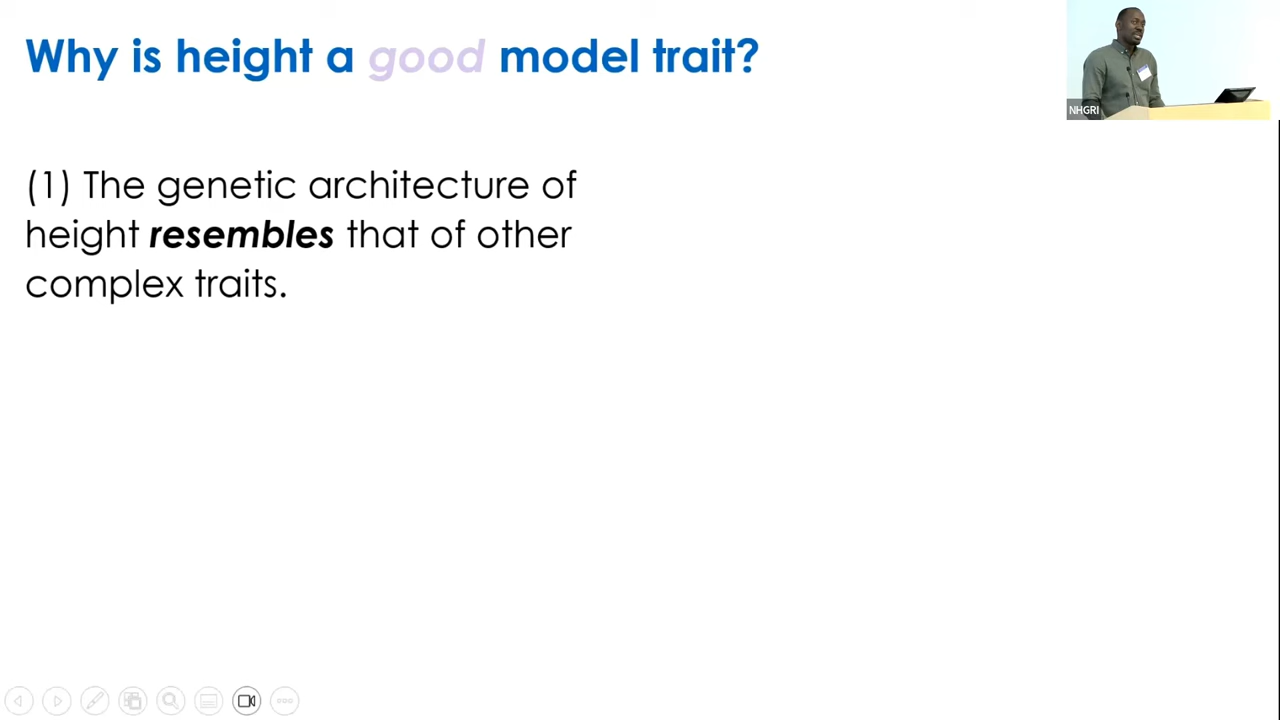 Why is height a good model trait?
NHGRI
(1) The genetic architecture of
height resembles that of other
complex traits.